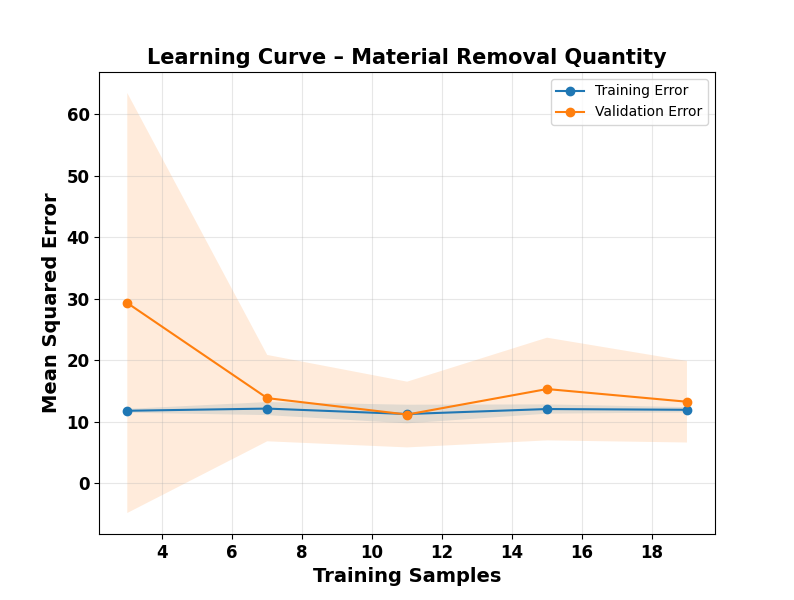 Learning Curve – Material Removal Quantity
Training Error
Validation Error
Mean Squared Error
60
50
40
30
20
10
0
4 6 8 10 12 14 16 18
Training Samples